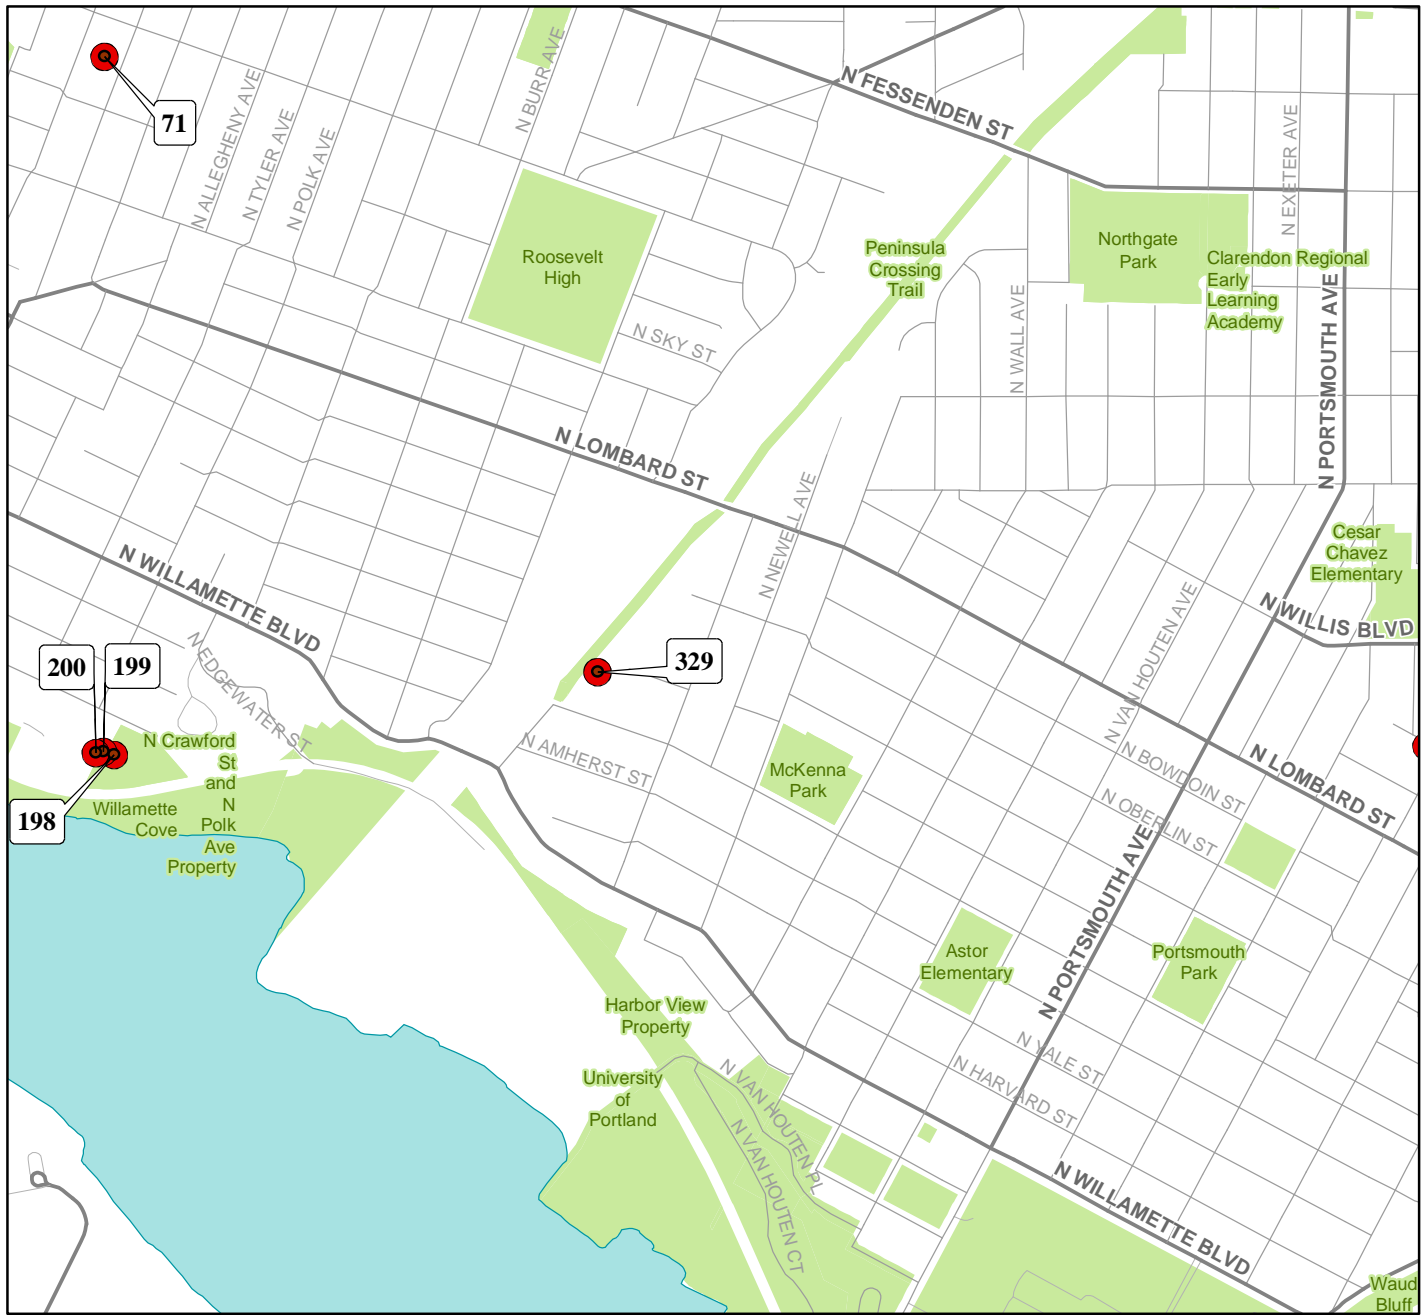 71
N ALLEGHENY AVE
N TYLER AVE
N POLK AVE
N BURR AVE
N FESSENDEN ST
N EXETER AVE
Roosevelt
High
Peninsula
Crossing
Trail
Northgate
Park
Clarendon Regional
Early
Learning
Academy
N SKY ST
N WALL AVE
N PORTSMOUTH AVE
N LOMBARD ST
N NEWELL AVE
Cesar
Chavez
Elementary
N WILLIS BLVD
N WILLAMETTE BLVD
N EDGEWATER ST
N VAN HOUTEN AVE
200
199
329
198
N Crawford
St
and
N
Polk
Ave
Property
Willamette
Cove
N AMHERST ST
McKenna
Park
N BOWDOIN ST
N OBERLIN ST
N LOMBARD ST
N PORTSMOUTH AVE
Astor
Elementary
Portsmouth
Park
Harbor View
Property
N YALE ST
N HARVARD ST
University
of
Portland
N VAN HOUTEN PL
N VAN HOUTEN CT
N WILLAMETTE BLVD
Waud
Bluff